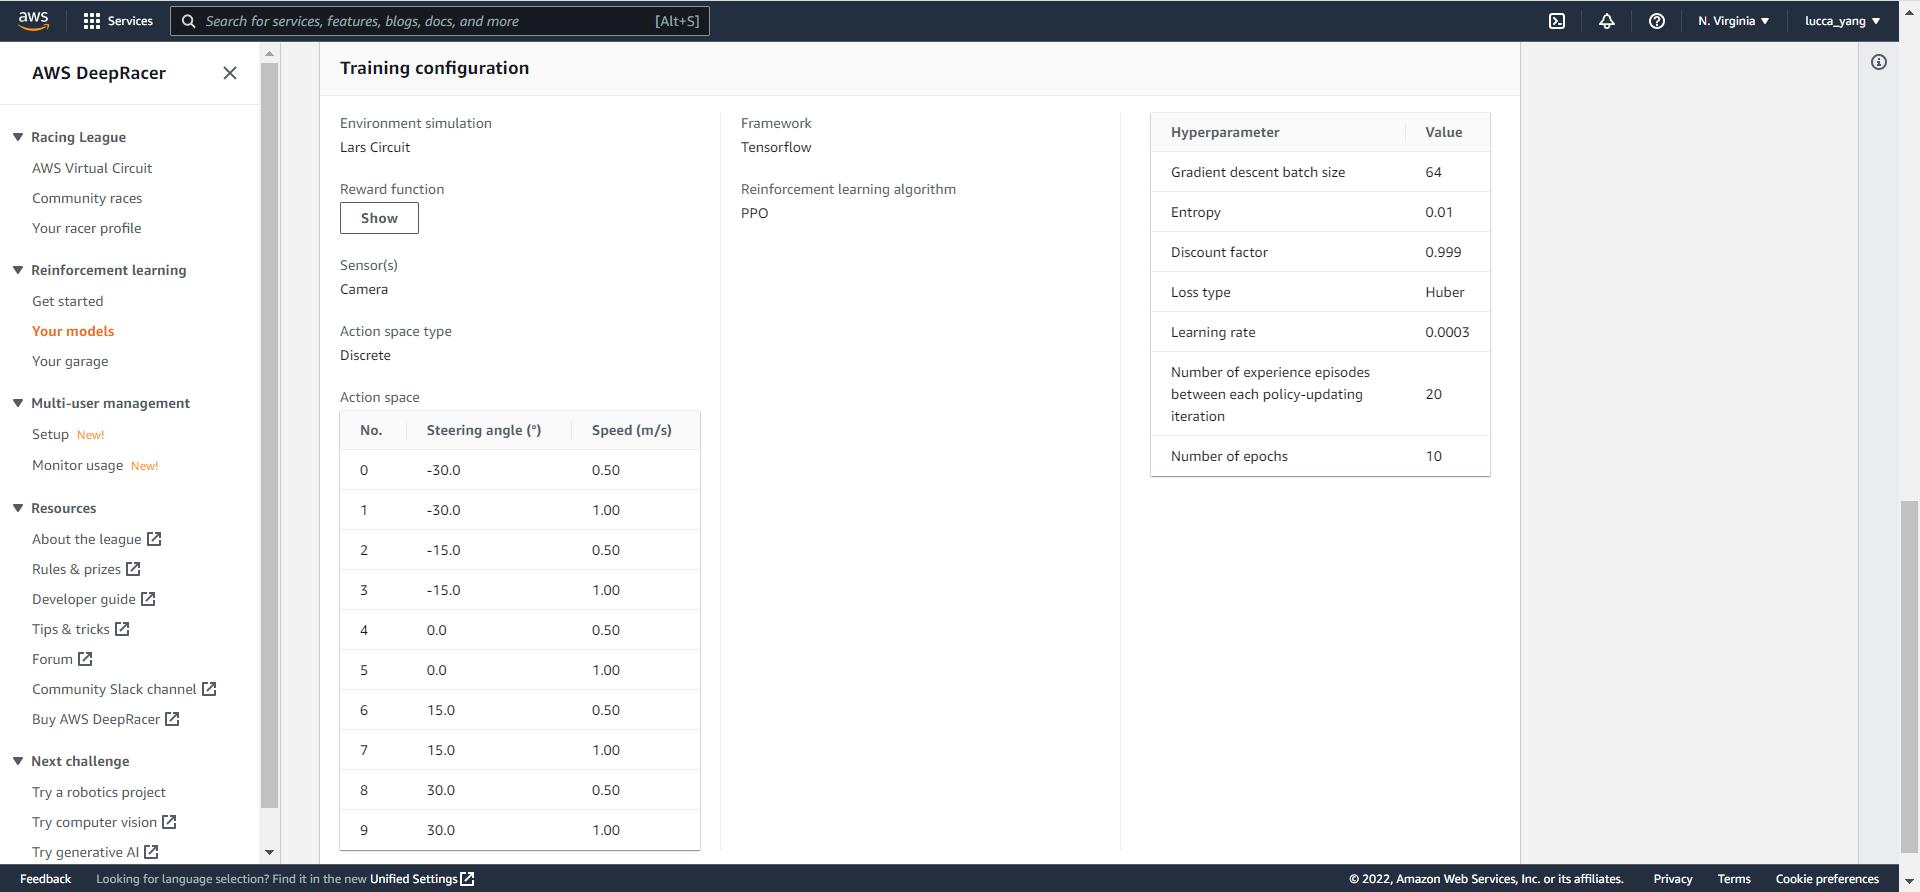 aws Services Search for services, features, blogs, docs, and more [Alt+S] N. Virginia lucca_yang
AWS DeepRacer
Racing League
AWS Virtual Circuit
Community races
Your racer profile
Reinforcement learning
Get started
Your models
Your garage
Multi-user management
Setup New!
Monitor usage New!
Resources
About the league
Rules & prizes
Developer guide
Tips & tricks
Forum
Community Slack channel
Buy AWS DeepRacer
Next challenge
Try a robotics project
Try computer vision
Try generative AI
Training configuration
Environment simulation
Lars Circuit
Reward function
Show
Sensor(s)
Camera
Action space type
Discrete
Action space
No. Steering angle (°) Speed (m/s)
0 -30.0 0.50
1 -30.0 1.00
2 -15.0 0.50
3 -15.0 1.00
4 0.0 0.50
5 0.0 1.00
6 15.0 0.50
7 15.0 1.00
8 30.0 0.50
9 30.0 1.00
Framework
Tensorflow
Reinforcement learning algorithm
PPO
Hyperparameter Value
Gradient descent batch size 64
Entropy 0.01
Discount factor 0.999
Loss type Huber
Learning rate 0.0003
Number of experience episodes
between each policy-updating 20
iteration
Number of epochs 10
Feedback Looking for language selection? Find it in the new Unified Settings © 2022, Amazon Web Services, Inc. or its affiliates. Privacy Terms Cookie preferences